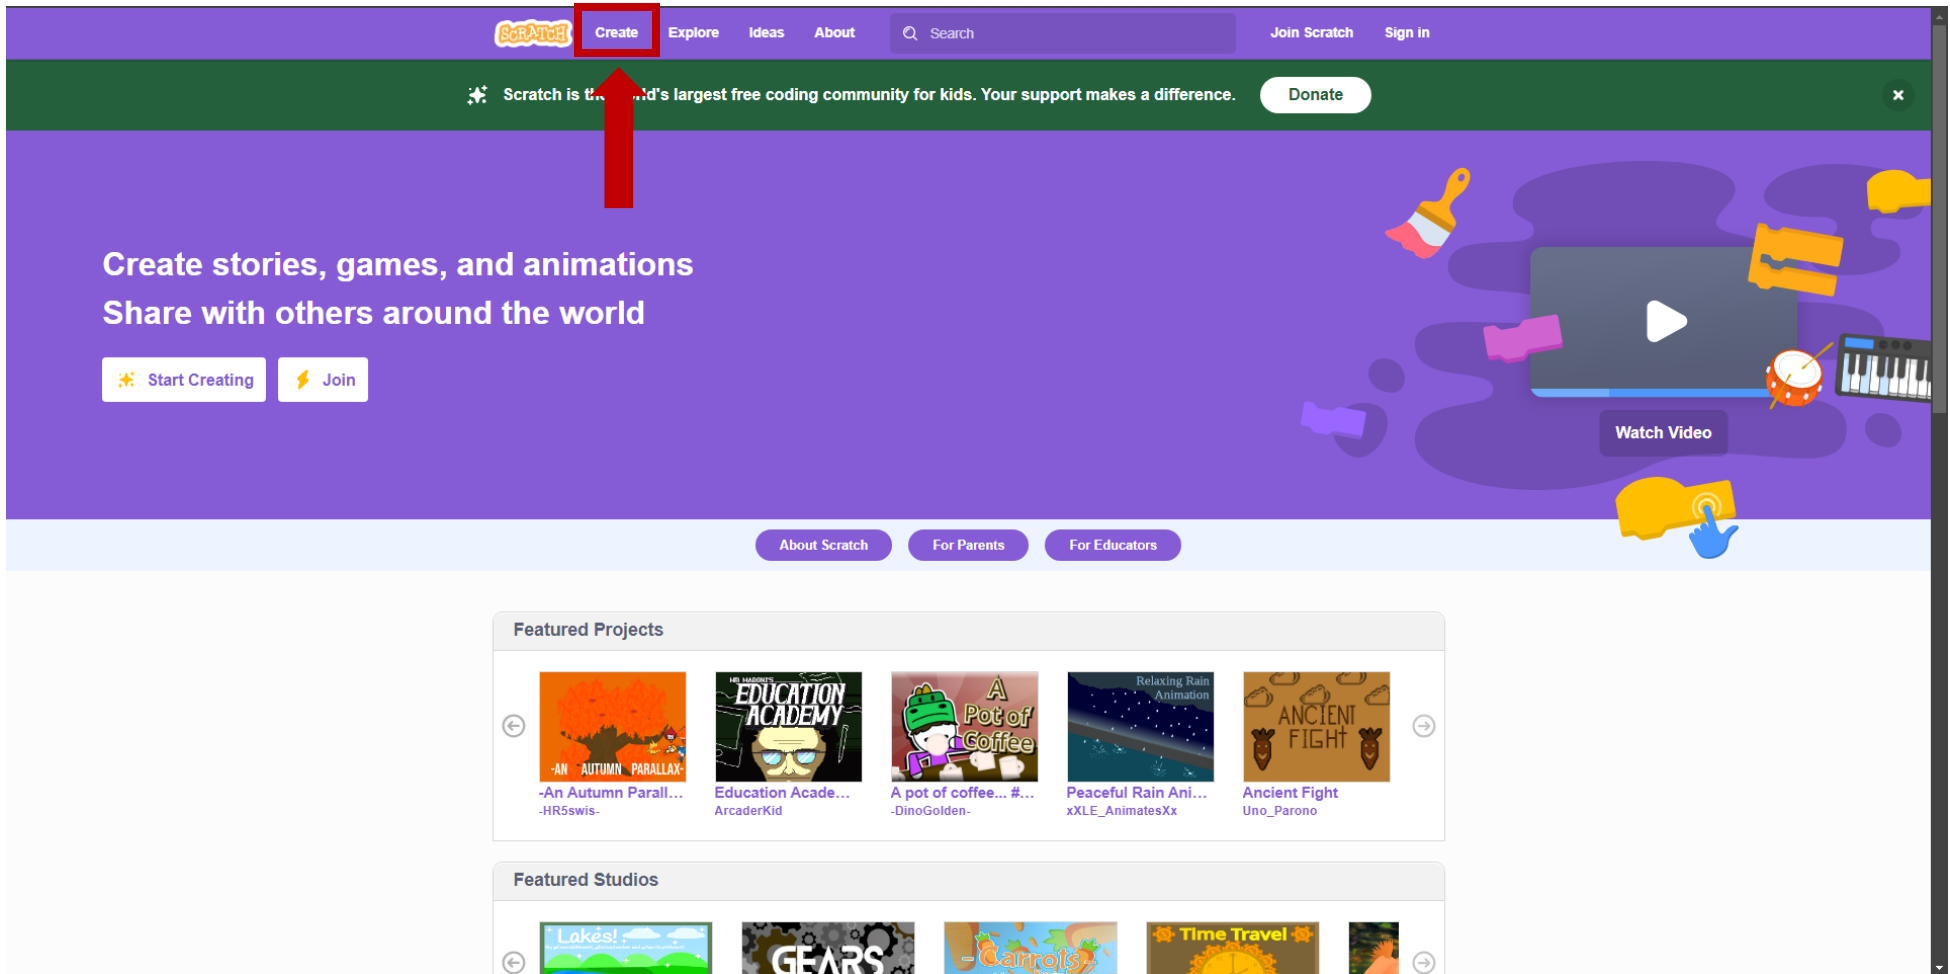 SCRATCH Create Explore Ideas About Search Join Scratch Sign in
Scratch is the world's largest free coding community for kids. Your support makes a difference. Donate
Create stories, games, and animations
Share with others around the world
Start Creating Join
Watch Video
About Scratch For Parents For Educators
Featured Projects
-AN AUTUMN PARALLAX-
EDUCATION
ACADEMY
A
Pot of
Coffee
Relaxing Rain
Animation
ANCIENT
FIGHT
-An Autumn Parall... Education Acade... A pot of coffee... #... Peaceful Rain Ani... Ancient Fight
-HR5swis- ArcaderKid -DinoGolden- xXLE_AnimatesXx Uno_Parono
Featured Studios
Lakes!
GEARS
-Carrots-
Time Travel